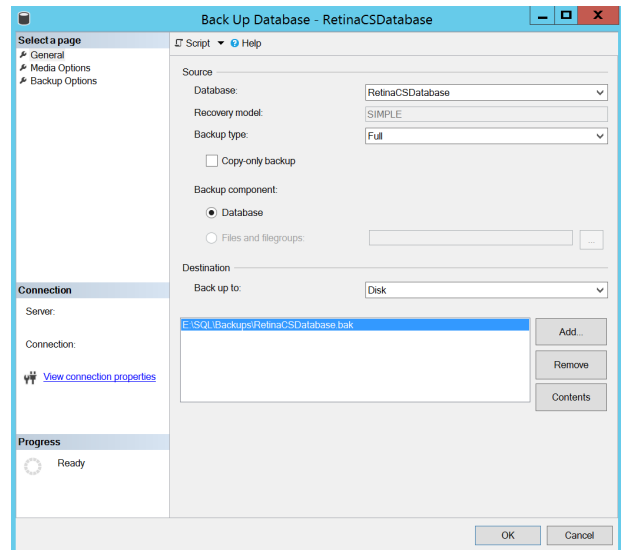 Back Up Database - RetinaCSDatabase
Select a page
General
Media Options
Backup Options
Script
Help
Source
Database:
RetinaCSDatabase
Recovery model:
SIMPLE
Backup type:
Full
Copy-only backup
Backup component:
Database
Files and filegroups:
...
Destination
Back up to:
Disk
E:\SQL\Backups\RetinaCSDatabase.bak
Add...
Remove
Contents
Connection
Server:
Connection:
View connection properties
Progress
Ready
OK
Cancel